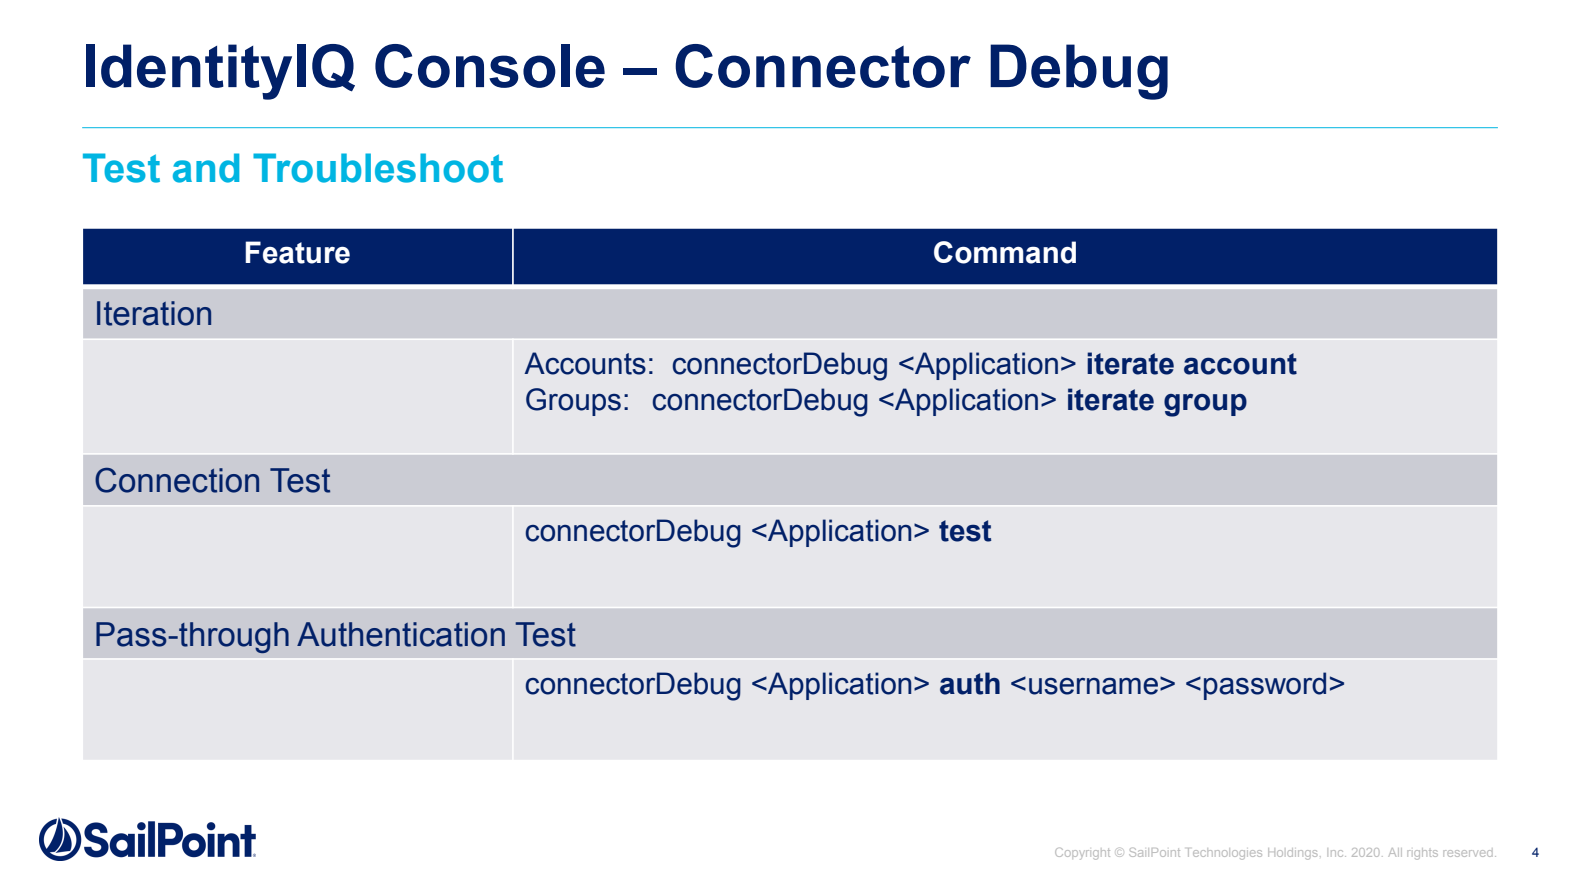 IdentityIQ Console – Connector Debug
Test and Troubleshoot
Feature Command
Iteration
Accounts: connectorDebug <Application> iterate account
Groups: connectorDebug <Application> iterate group
Connection Test
connectorDebug <Application> test
Pass-through Authentication Test
connectorDebug <Application> auth <username> <password>
SailPoint
Copyright © SailPoint Technologies Holdings, Inc. 2020. All rights reserved. 4